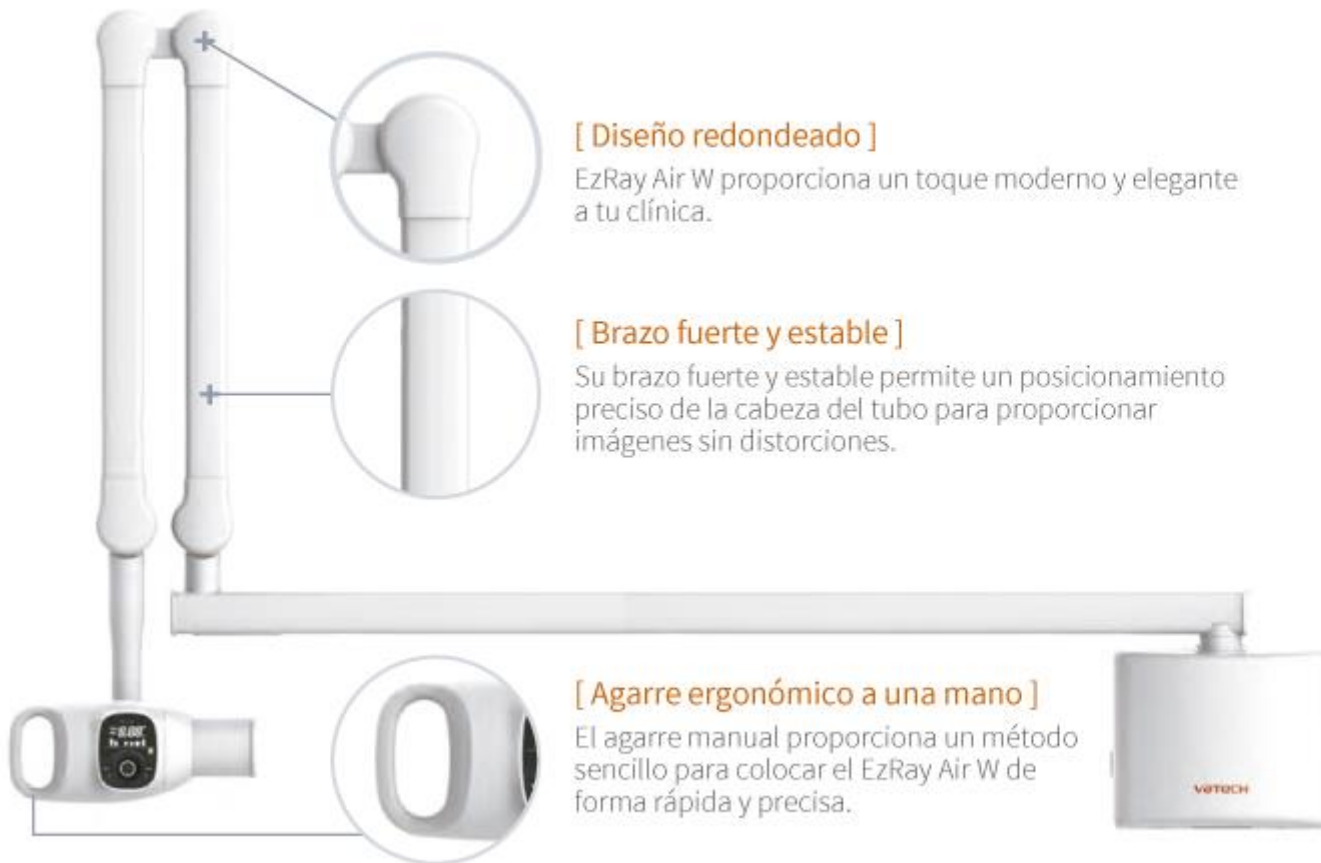 [ Diseño redondeado ]
EzRay Air W proporciona un toque moderno y elegante
a tu clínica.
[ Brazo fuerte y estable ]
Su brazo fuerte y estable permite un posicionamiento
preciso de la cabeza del tubo para proporcionar
imágenes sin distorciones.
[ Agarre ergonómico a una mano ]
El agarre manual proporciona un método
sencillo para colocar el EzRay Air W de
forma rápida y precisa.
vatech